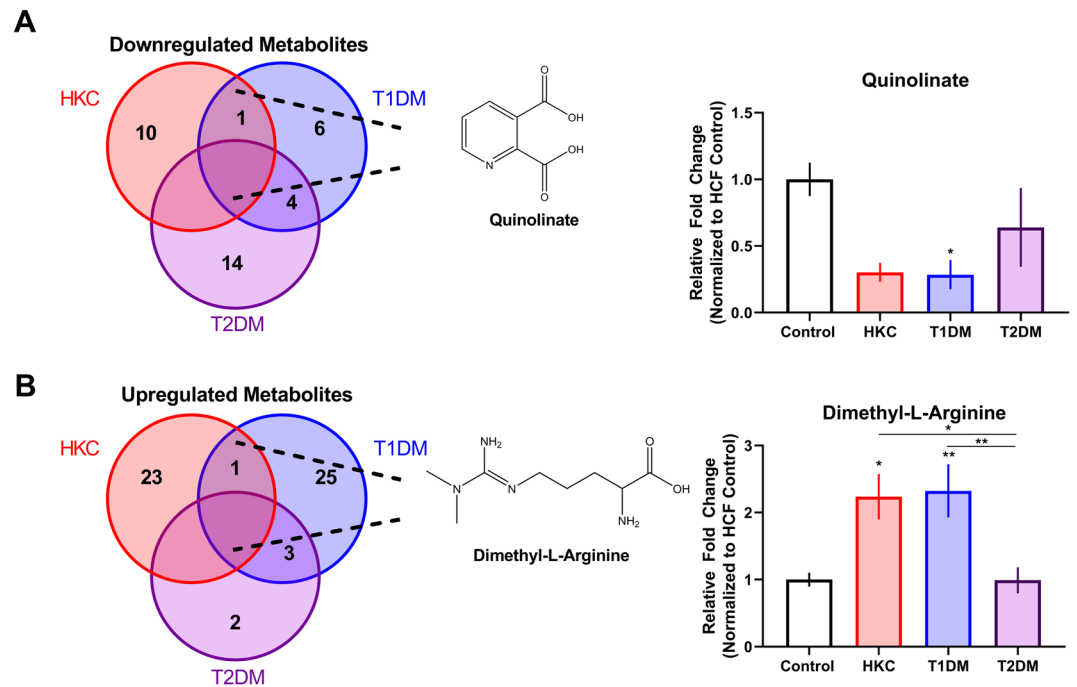 A
Downregulated Metabolites
HKC
T1DM
10
1
6
4
14
T2DM
O
OH
OH
N
O
Quinolinate
Quinolinate
Relative Fold Change
(Normalized to HCF Control)
1.5
1.0
0.5
0.0
*
Control HKC T1DM T2DM
B
Upregulated Metabolites
HKC
T1DM
23
1
25
3
2
T2DM
NH2
O
N
N
OH
NH2
Dimethyl-L-Arginine
Dimethyl-L-Arginine
Relative Fold Change
(Normalized to HCF Control)
3
2
1
0
*
**
*
**
Control HKC T1DM T2DM